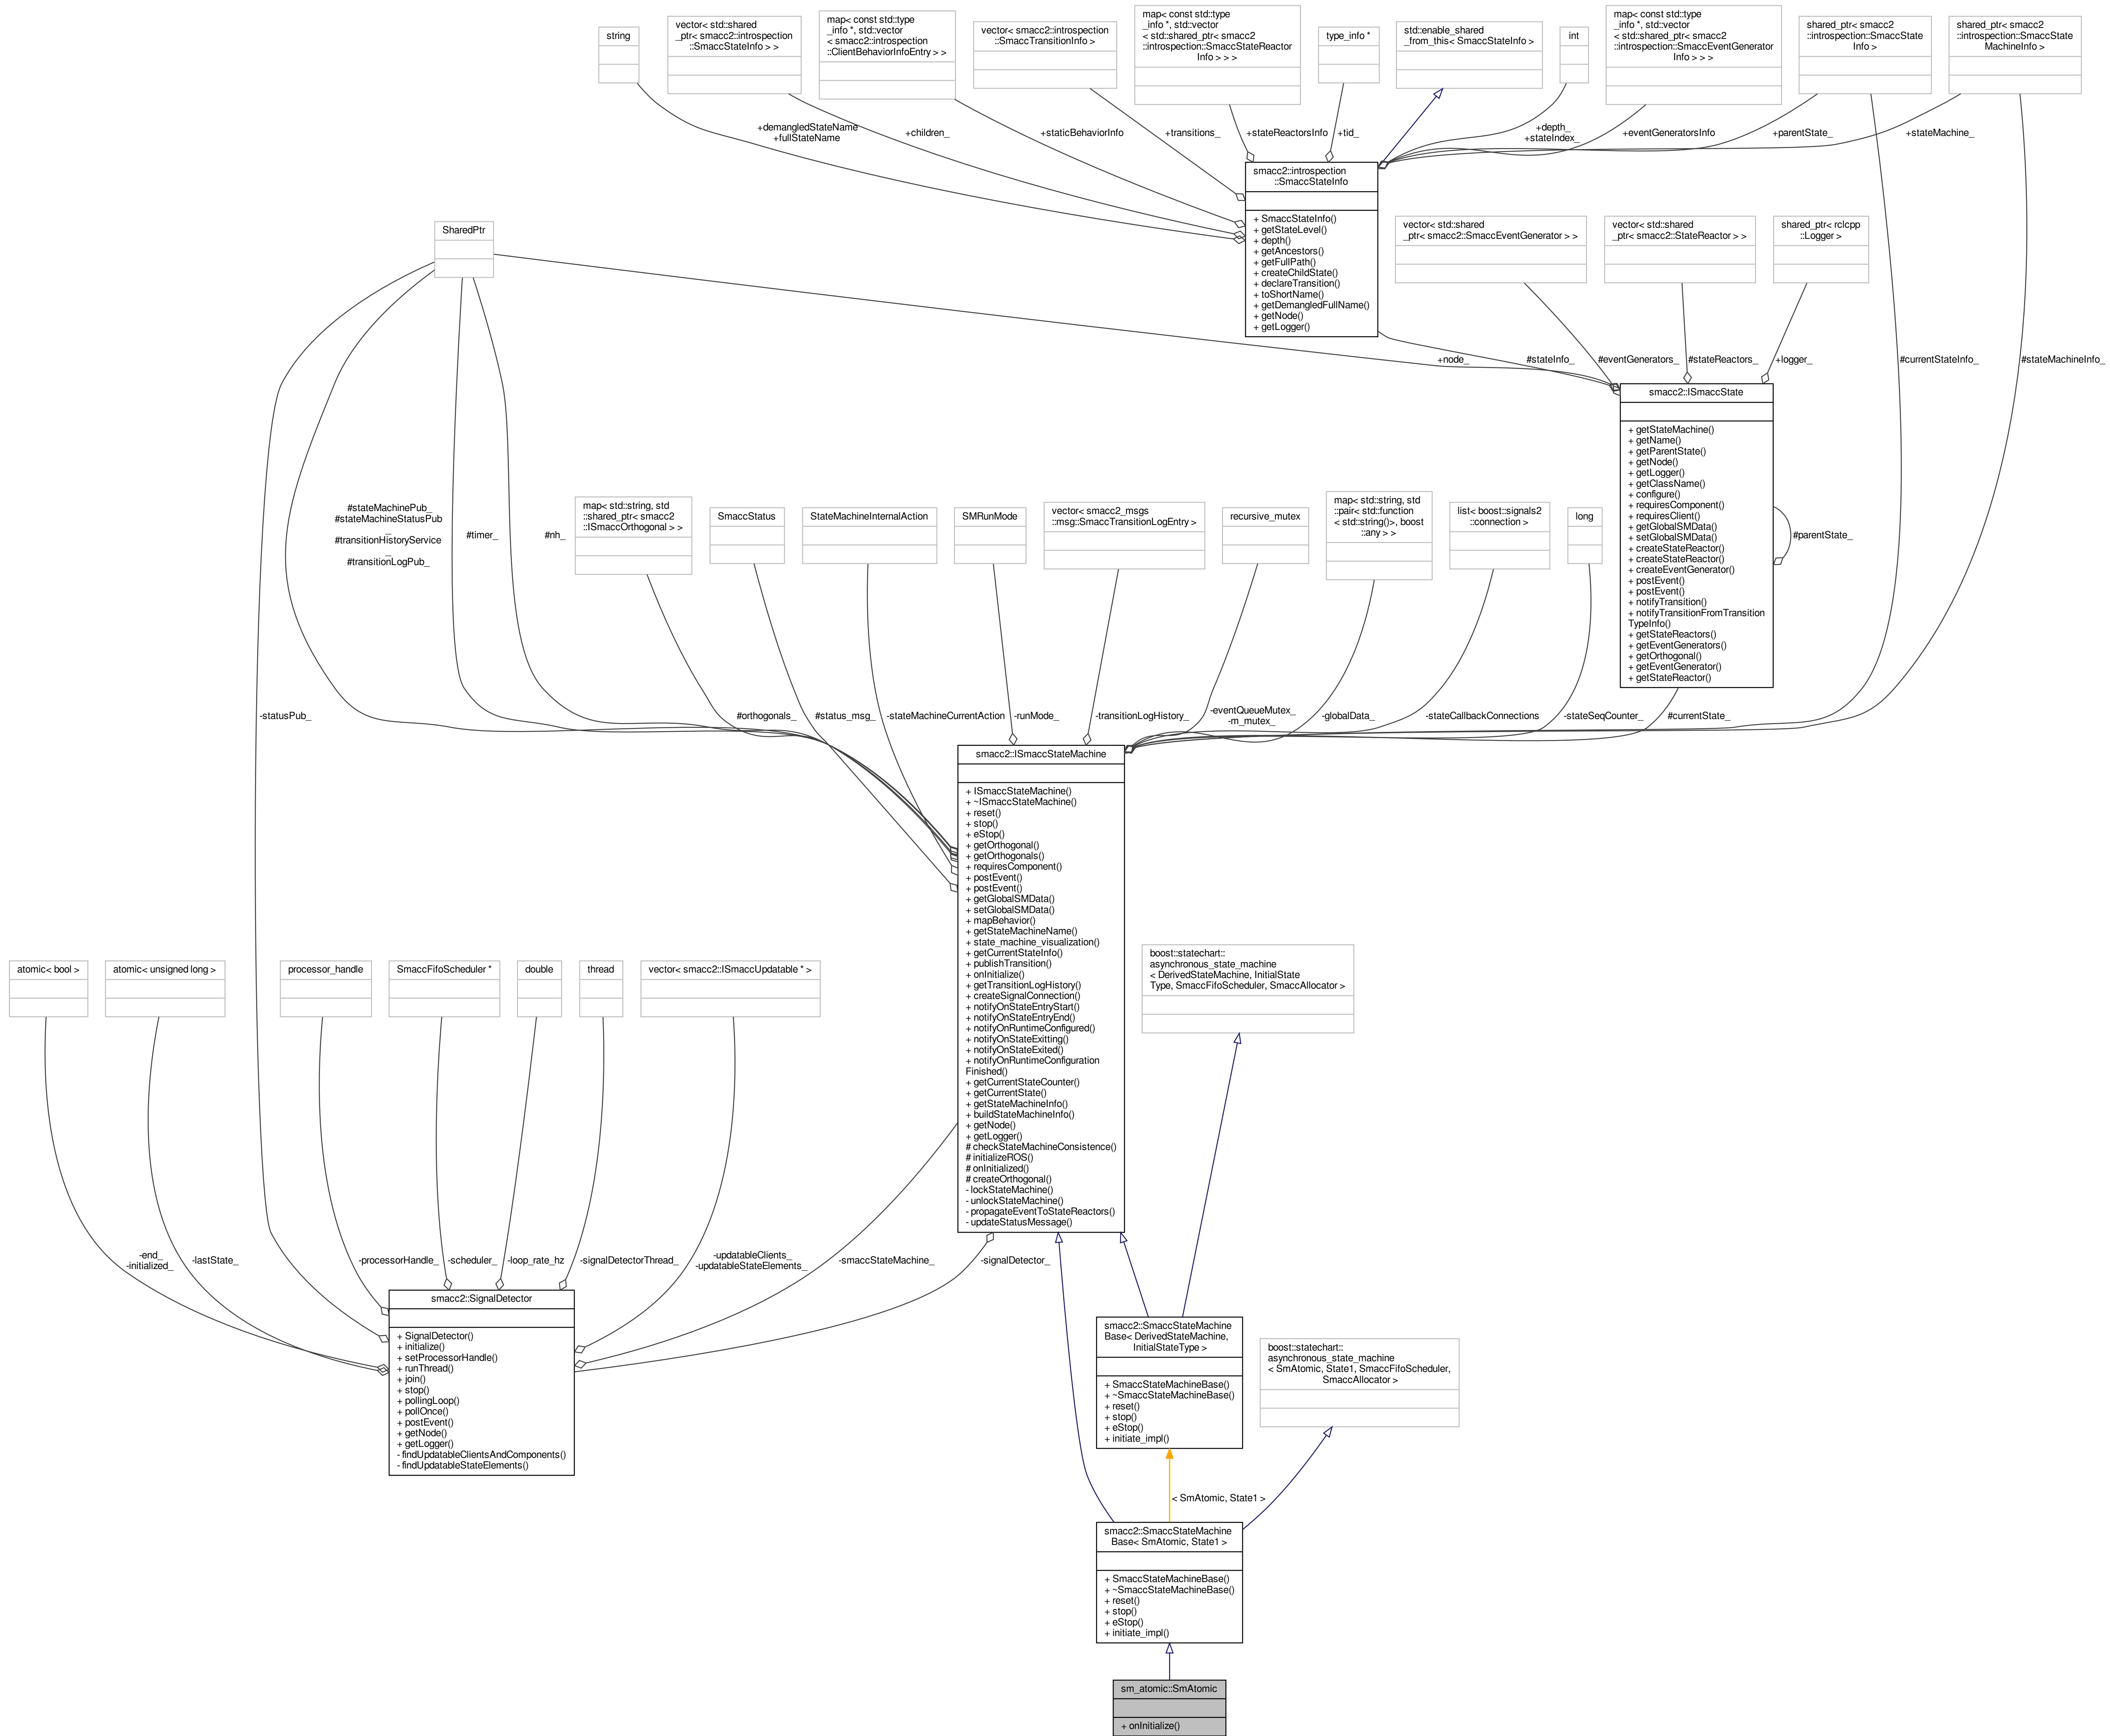 string
vector< std::shared
_ptr< smacc2::introspection
::SmaccStateInfo > >
map< const std::type
_info *, std::vector
< smacc2::introspection
::ClientBehaviorInfoEntry > >
vector< smacc2::introspection
::SmaccTransitionInfo >
map< const std::type
_info *, std::vector
< std::shared_ptr< smacc2
::introspection::SmaccStateReactor
Info > > >
type_info *
std::enable_shared
_from_this< SmaccStateInfo >
int
map< const std::type
_info *, std::vector
< std::shared_ptr< smacc2
::introspection::SmaccEventGenerator
Info > > >
shared_ptr< smacc2
::introspection::SmaccState
Info >
shared_ptr< smacc2
::introspection::SmaccState
MachineInfo >
+demangledStateName
+fullStateName
+children_
+staticBehaviorInfo
+transitions_
+stateReactorsInfo
+tid_
+depth_
+stateIndex_
+eventGeneratorsInfo
+parentState_
+stateMachine_
smacc2::introspection
::SmaccStateInfo
+ SmaccStateInfo()
+ getStateLevel()
+ depth()
+ getAncestors()
+ getFullPath()
+ createChildState()
+ declareTransition()
+ toShortName()
+ getDemangledFullName()
+ getNode()
+ getLogger()
SharedPtr
vector< std::shared
_ptr< smacc2::SmaccEventGenerator > >
vector< std::shared
_ptr< smacc2::StateReactor > >
shared_ptr< rclcpp
::Logger >
+node_
#stateInfo_
#eventGenerators_
#stateReactors_
+logger_
#currentStateInfo_
#stateMachineInfo_
smacc2::ISmaccState
+ getStateMachine()
+ getName()
+ getParentState()
+ getNode()
+ getLogger()
+ getClassName()
+ configure()
+ requiresComponent()
+ requiresClient()
+ getGlobalSMData()
+ setGlobalSMData()
+ createStateReactor()
+ createStateReactor()
+ createEventGenerator()
+ postEvent()
+ postEvent()
+ notifyTransition()
+ notifyTransitionFromTransition
TypeInfo()
+ getStateReactors()
+ getEventGenerators()
+ getOrthogonal()
+ getEventGenerator()
+ getStateReactor()
#parentState_
#stateMachinePub_
#stateMachineStatusPub
_
#transitionHistoryService
_
#transitionLogPub_
#timer_
#nh_
map< std::string, std
::shared_ptr< smacc2
::ISmaccOrthogonal > >
SmaccStatus
StateMachineInternalAction
SMRunMode
vector< smacc2_msgs
::msg::SmaccTransitionLogEntry >
recursive_mutex
map< std::string, std
::pair< std::function
< std::string()>, boost
::any > >
list< boost::signals2
::connection >
long
-statusPub_
#orthogonals_
#status_msg_
-stateMachineCurrentAction
-runMode_
-transitionLogHistory_
-eventQueueMutex_
-m_mutex_
-globalData_
-stateCallbackConnections
-stateSeqCounter_
#currentState_
smacc2::ISmaccStateMachine
+ ISmaccStateMachine()
+ ~ISmaccStateMachine()
+ reset()
+ stop()
+ eStop()
+ getOrthogonal()
+ getOrthogonals()
+ requiresComponent()
+ postEvent()
+ postEvent()
+ getGlobalSMData()
+ setGlobalSMData()
+ mapBehavior()
+ getStateMachineName()
+ state_machine_visualization()
+ getCurrentStateInfo()
+ publishTransition()
+ onInitialize()
+ getTransitionLogHistory()
+ createSignalConnection()
+ notifyOnStateEntryStart()
+ notifyOnStateEntryEnd()
+ notifyOnRuntimeConfigured()
+ notifyOnStateExitting()
+ notifyOnStateExited()
+ notifyOnRuntimeConfiguration
Finished()
+ getCurrentStateCounter()
+ getCurrentState()
+ getStateMachineInfo()
+ buildStateMachineInfo()
+ getNode()
+ getLogger()
# checkStateMachineConsistence()
# initializeROS()
# onInitialized()
# createOrthogonal()
- lockStateMachine()
- unlockStateMachine()
- propagateEventToStateReactors()
- updateStatusMessage()
atomic< bool >
atomic< unsigned long >
processor_handle
SmaccFifoScheduler *
double
thread
vector< smacc2::ISmaccUpdatable * >
boost::statechart::
asynchronous_state_machine
< DerivedStateMachine, InitialState
Type, SmaccFifoScheduler, SmaccAllocator >
-end_
-initialized_
-lastState_
-processorHandle_
-scheduler_
-loop_rate_hz
-signalDetectorThread_
-updatableClients_
-updatableStateElements_
-smaccStateMachine_
-signalDetector_
smacc2::SignalDetector
+ SignalDetector()
+ initialize()
+ setProcessorHandle()
+ runThread()
+ join()
+ stop()
+ pollingLoop()
+ pollOnce()
+ postEvent()
+ getNode()
+ getLogger()
- findUpdatableClientsAndComponents()
- findUpdatableStateElements()
smacc2::SmaccStateMachine
Base< DerivedStateMachine,
InitialStateType >
+ SmaccStateMachineBase()
+ ~SmaccStateMachineBase()
+ reset()
+ stop()
+ eStop()
+ initiate_impl()
boost::statechart::
asynchronous_state_machine
< SmAtomic, State1, SmaccFifoScheduler,
SmaccAllocator >
< SmAtomic, State1 >
smacc2::SmaccStateMachine
Base< SmAtomic, State1 >
+ SmaccStateMachineBase()
+ ~SmaccStateMachineBase()
+ reset()
+ stop()
+ eStop()
+ initiate_impl()
sm_atomic::SmAtomic
+ onInitialize()